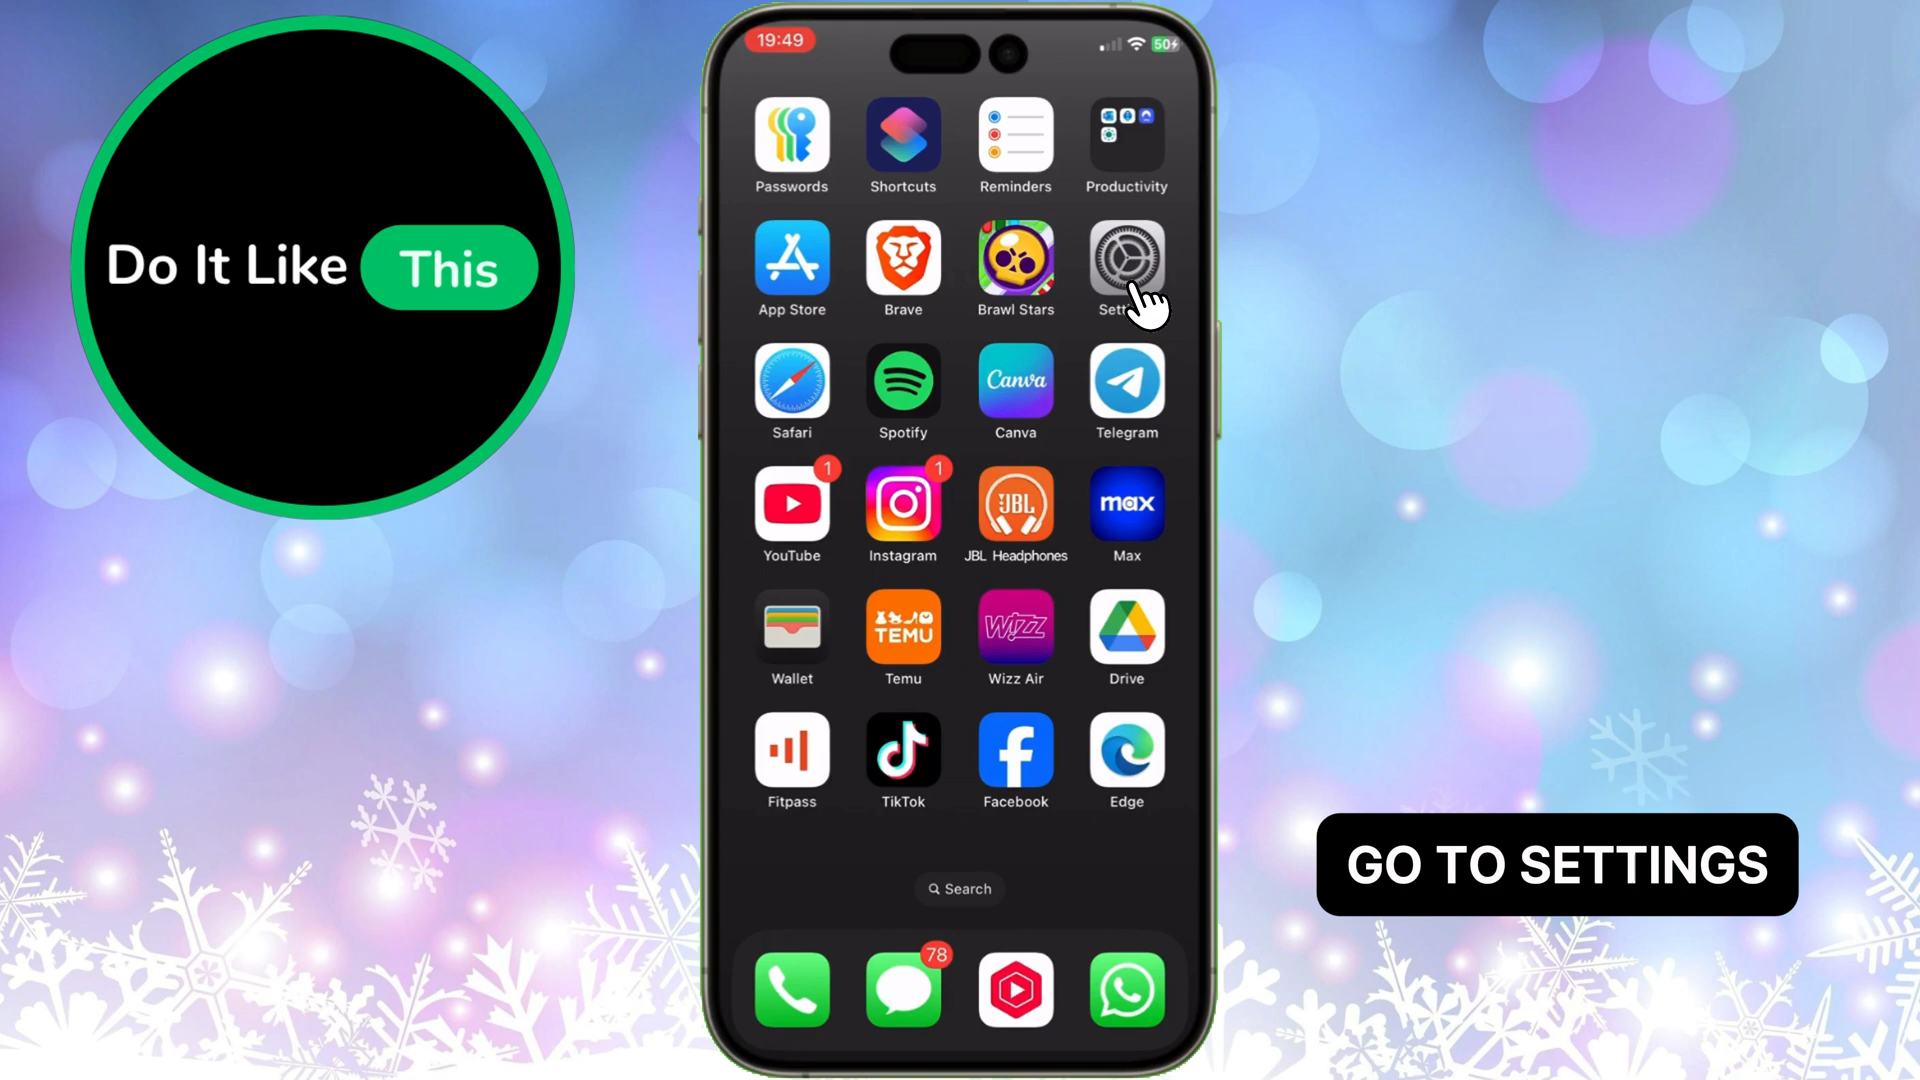 Do It Like This
19:49
50
Passwords
Shortcuts
Reminders
Productivity
App Store
Brave
Brawl Stars
Sett
Safari
Canva
Spotify
Canva
Telegram
1
1
JBL
max
YouTube
Instagram
JBL Headphones
Max
TEMU
WIZZ
Wallet
Temu
Wizz Air
Drive
Fitpass
TikTok
Facebook
Edge
GO TO SETTINGS
Search
78